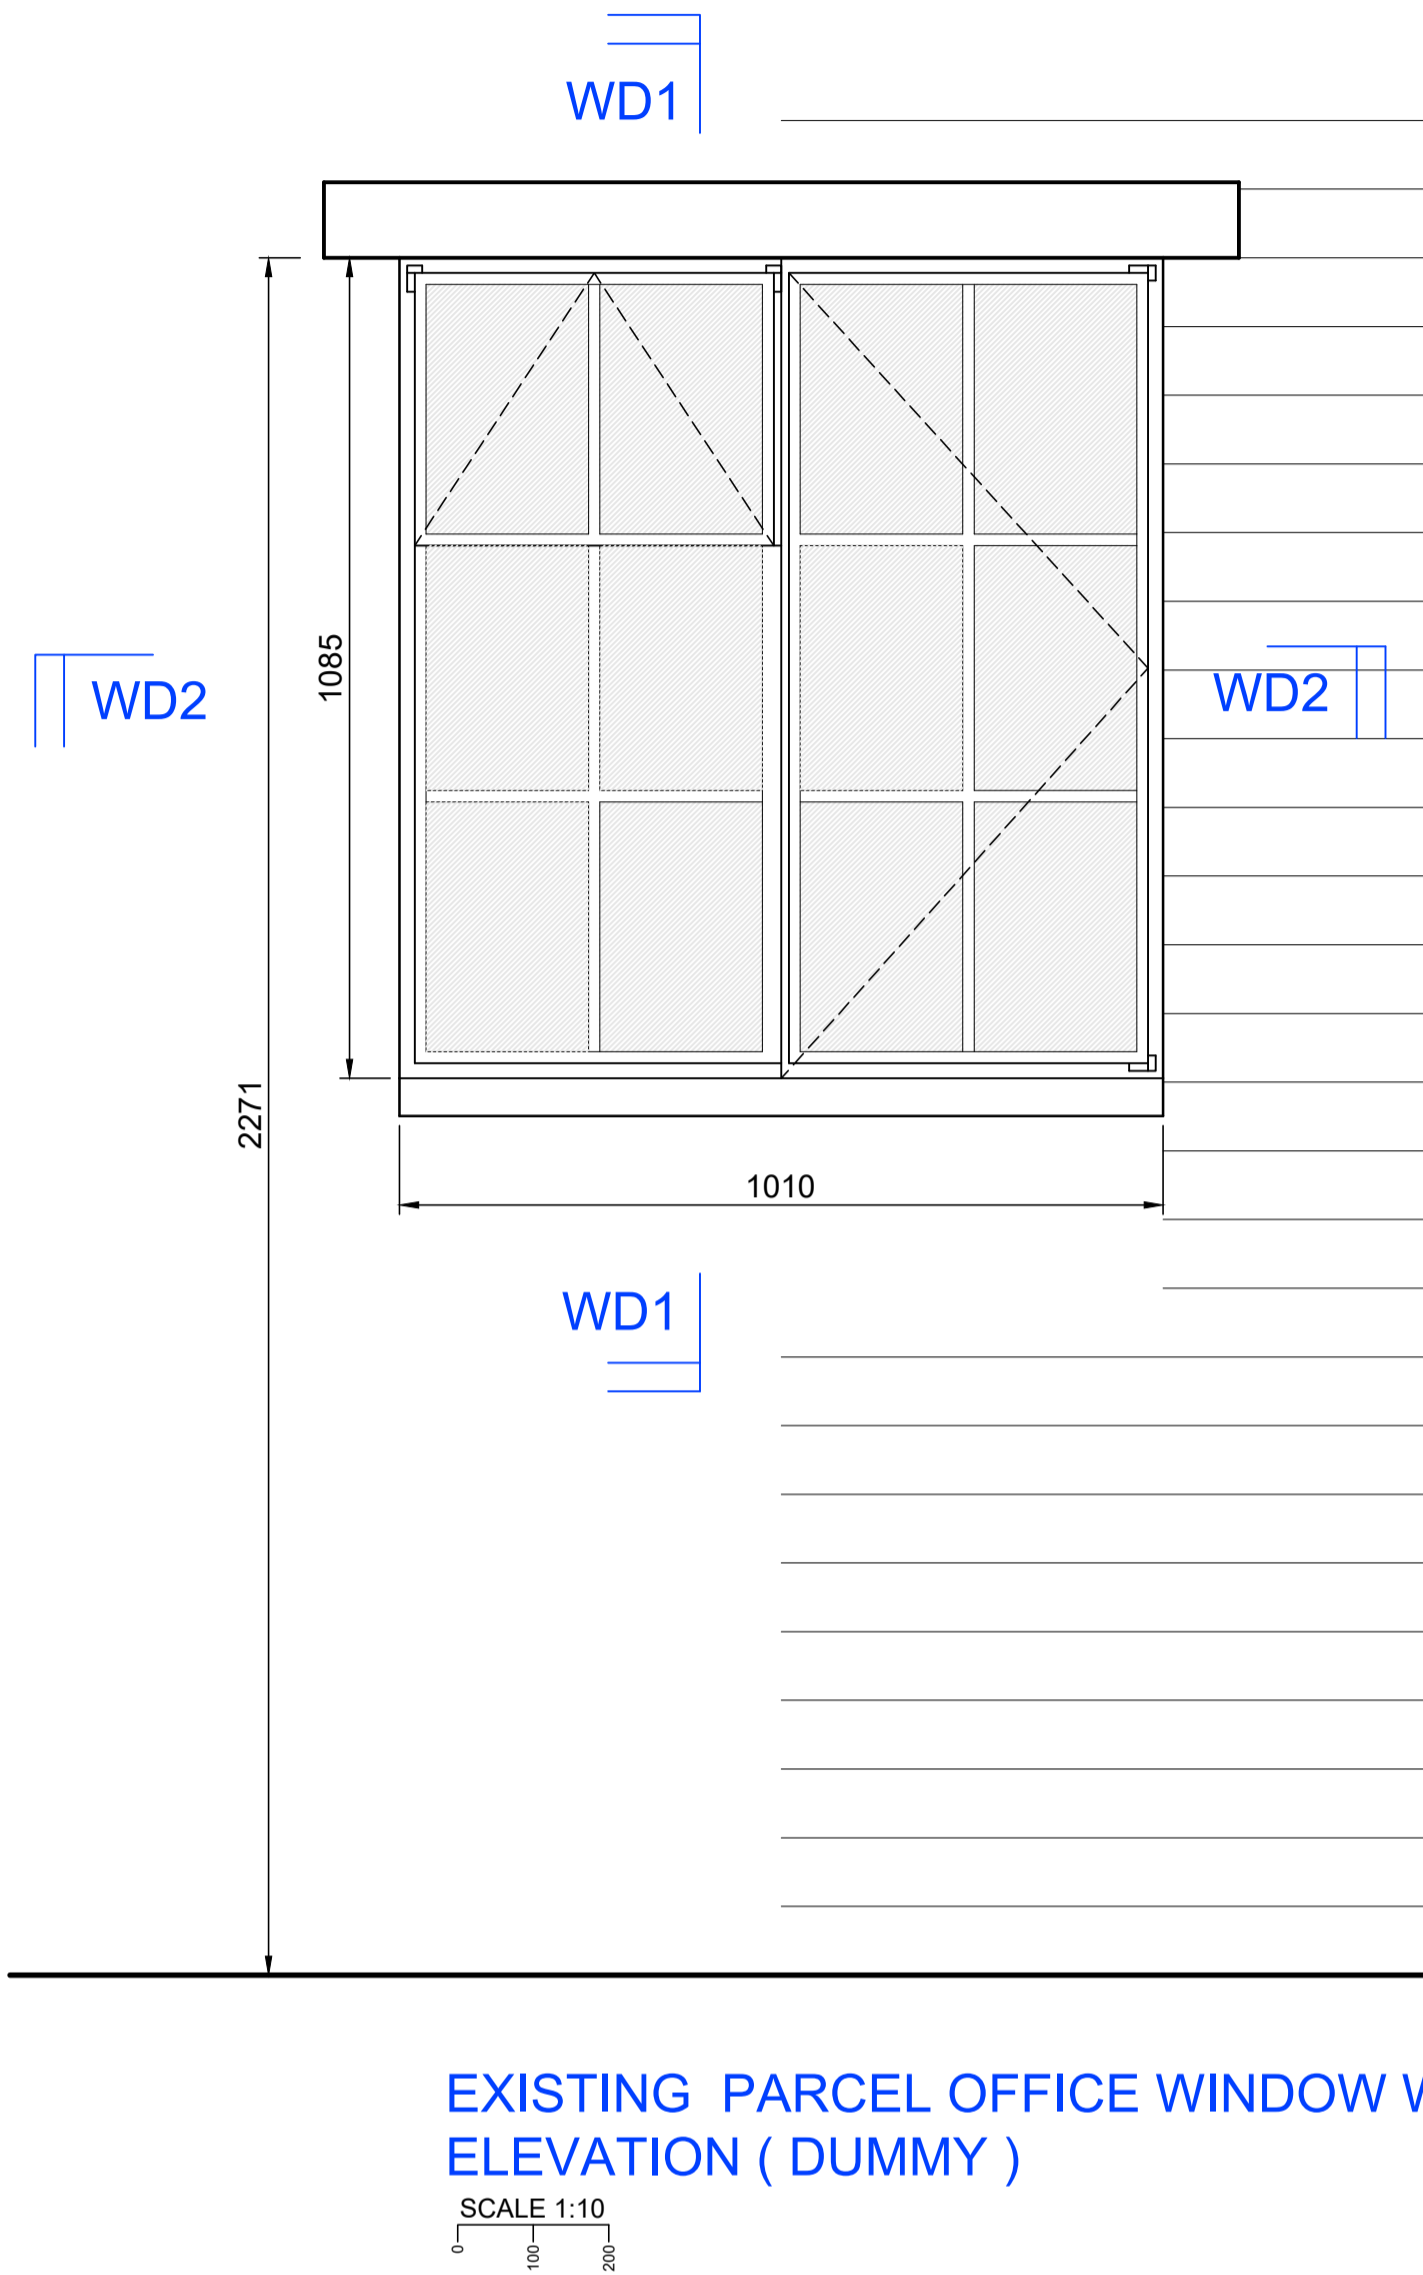 WD1
1085
WD2
WD2
2271
1010
WD1
EXISTING PARCEL OFFICE WINDOW W
ELEVATION ( DUMMY )
SCALE 1:10
0
100
200